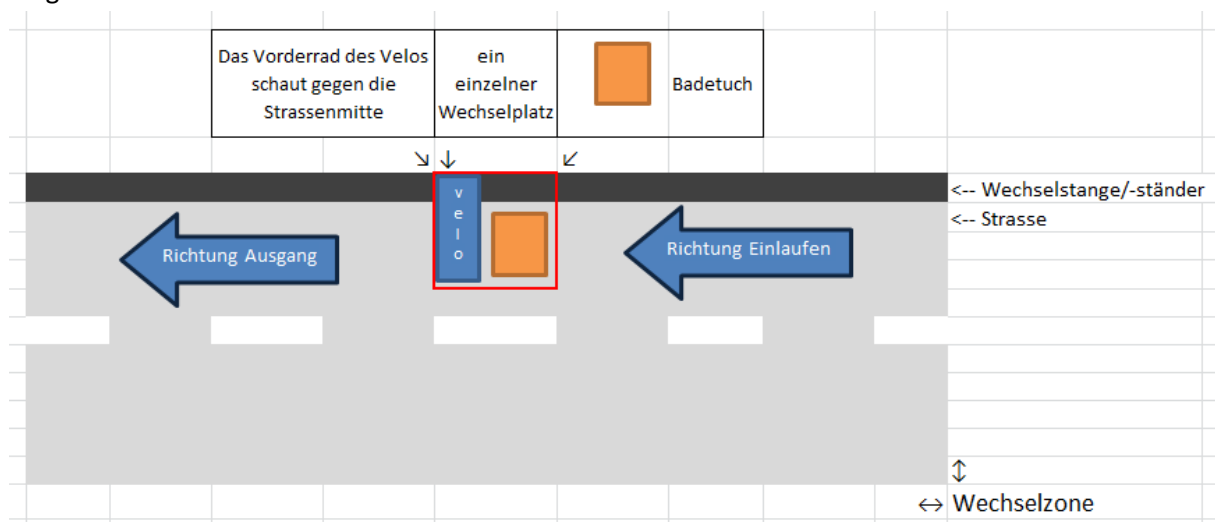 Das Vorderrad des Velos
schaut gegen die
Strassenmitte
ein
einzelner
Wechselplatz
Badetuch
↘ ↓ ↙
<-- Wechselstange/-ständer
<-- Strasse
velo
Richtung Ausgang
Richtung Einlaufen
↕
↔ Wechselzone